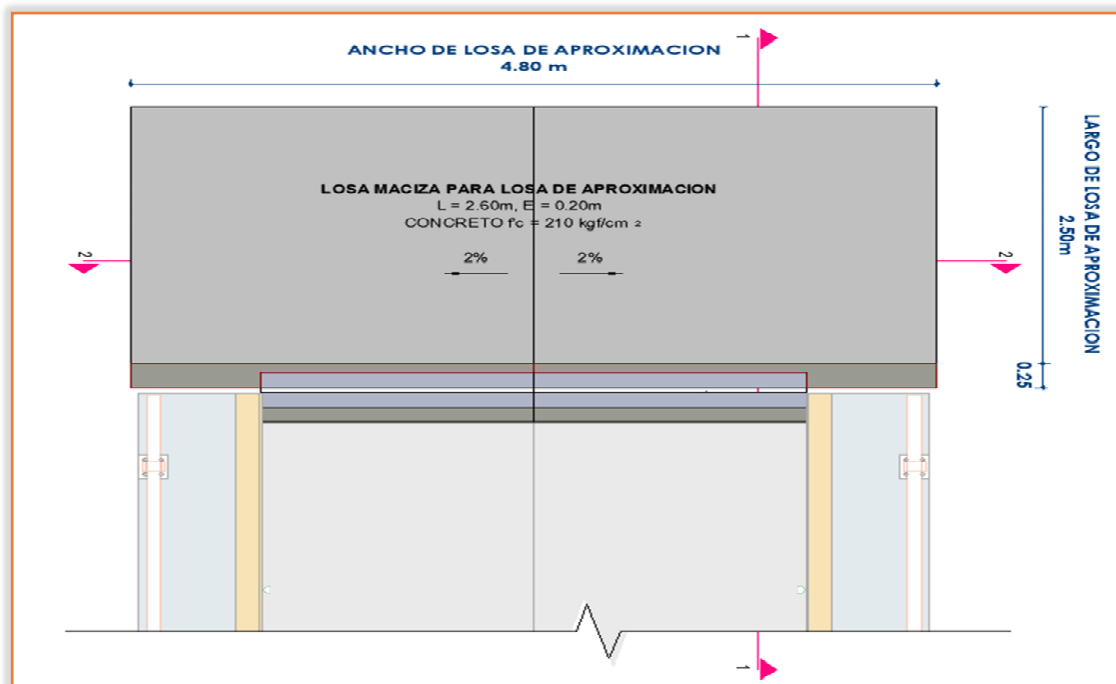 1
ANCHO DE LOSA DE APROXIMACION
4.80 m
LARGO DE LOSA DE APROXIMACION
2.50m
LOSA MACIZA PARA LOSA DE APROXIMACION
L = 2.60m, E = 0.20m
CONCRETO f'c = 210 kgf/cm 2
2% 2%
2
2
0.25
1